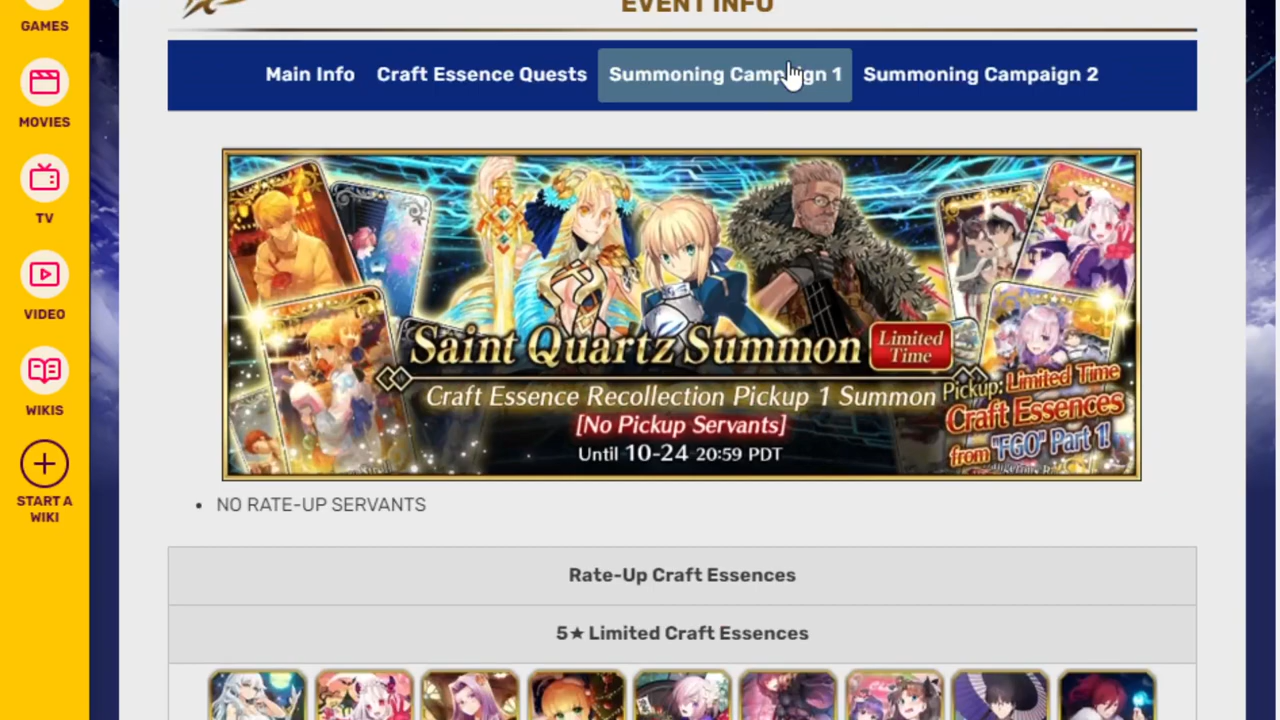 EVENT INFO
GAMES
MOVIES
TV
VIDEO
WIKIS
START A
WIKI
Main Info
Craft Essence Quests
Summoning Campaign 1
Summoning Campaign 2
Saint Quartz Summon
Limited
Time
Craft Essence Recollection Pickup 1 Summon
[No Pickup Servants]
Until 10-24 20:59 PDT
Pickup: Limited Time
Craft Essences
from "FGO" Part 1!
• NO RATE-UP SERVANTS
Rate-Up Craft Essences
5★ Limited Craft Essences